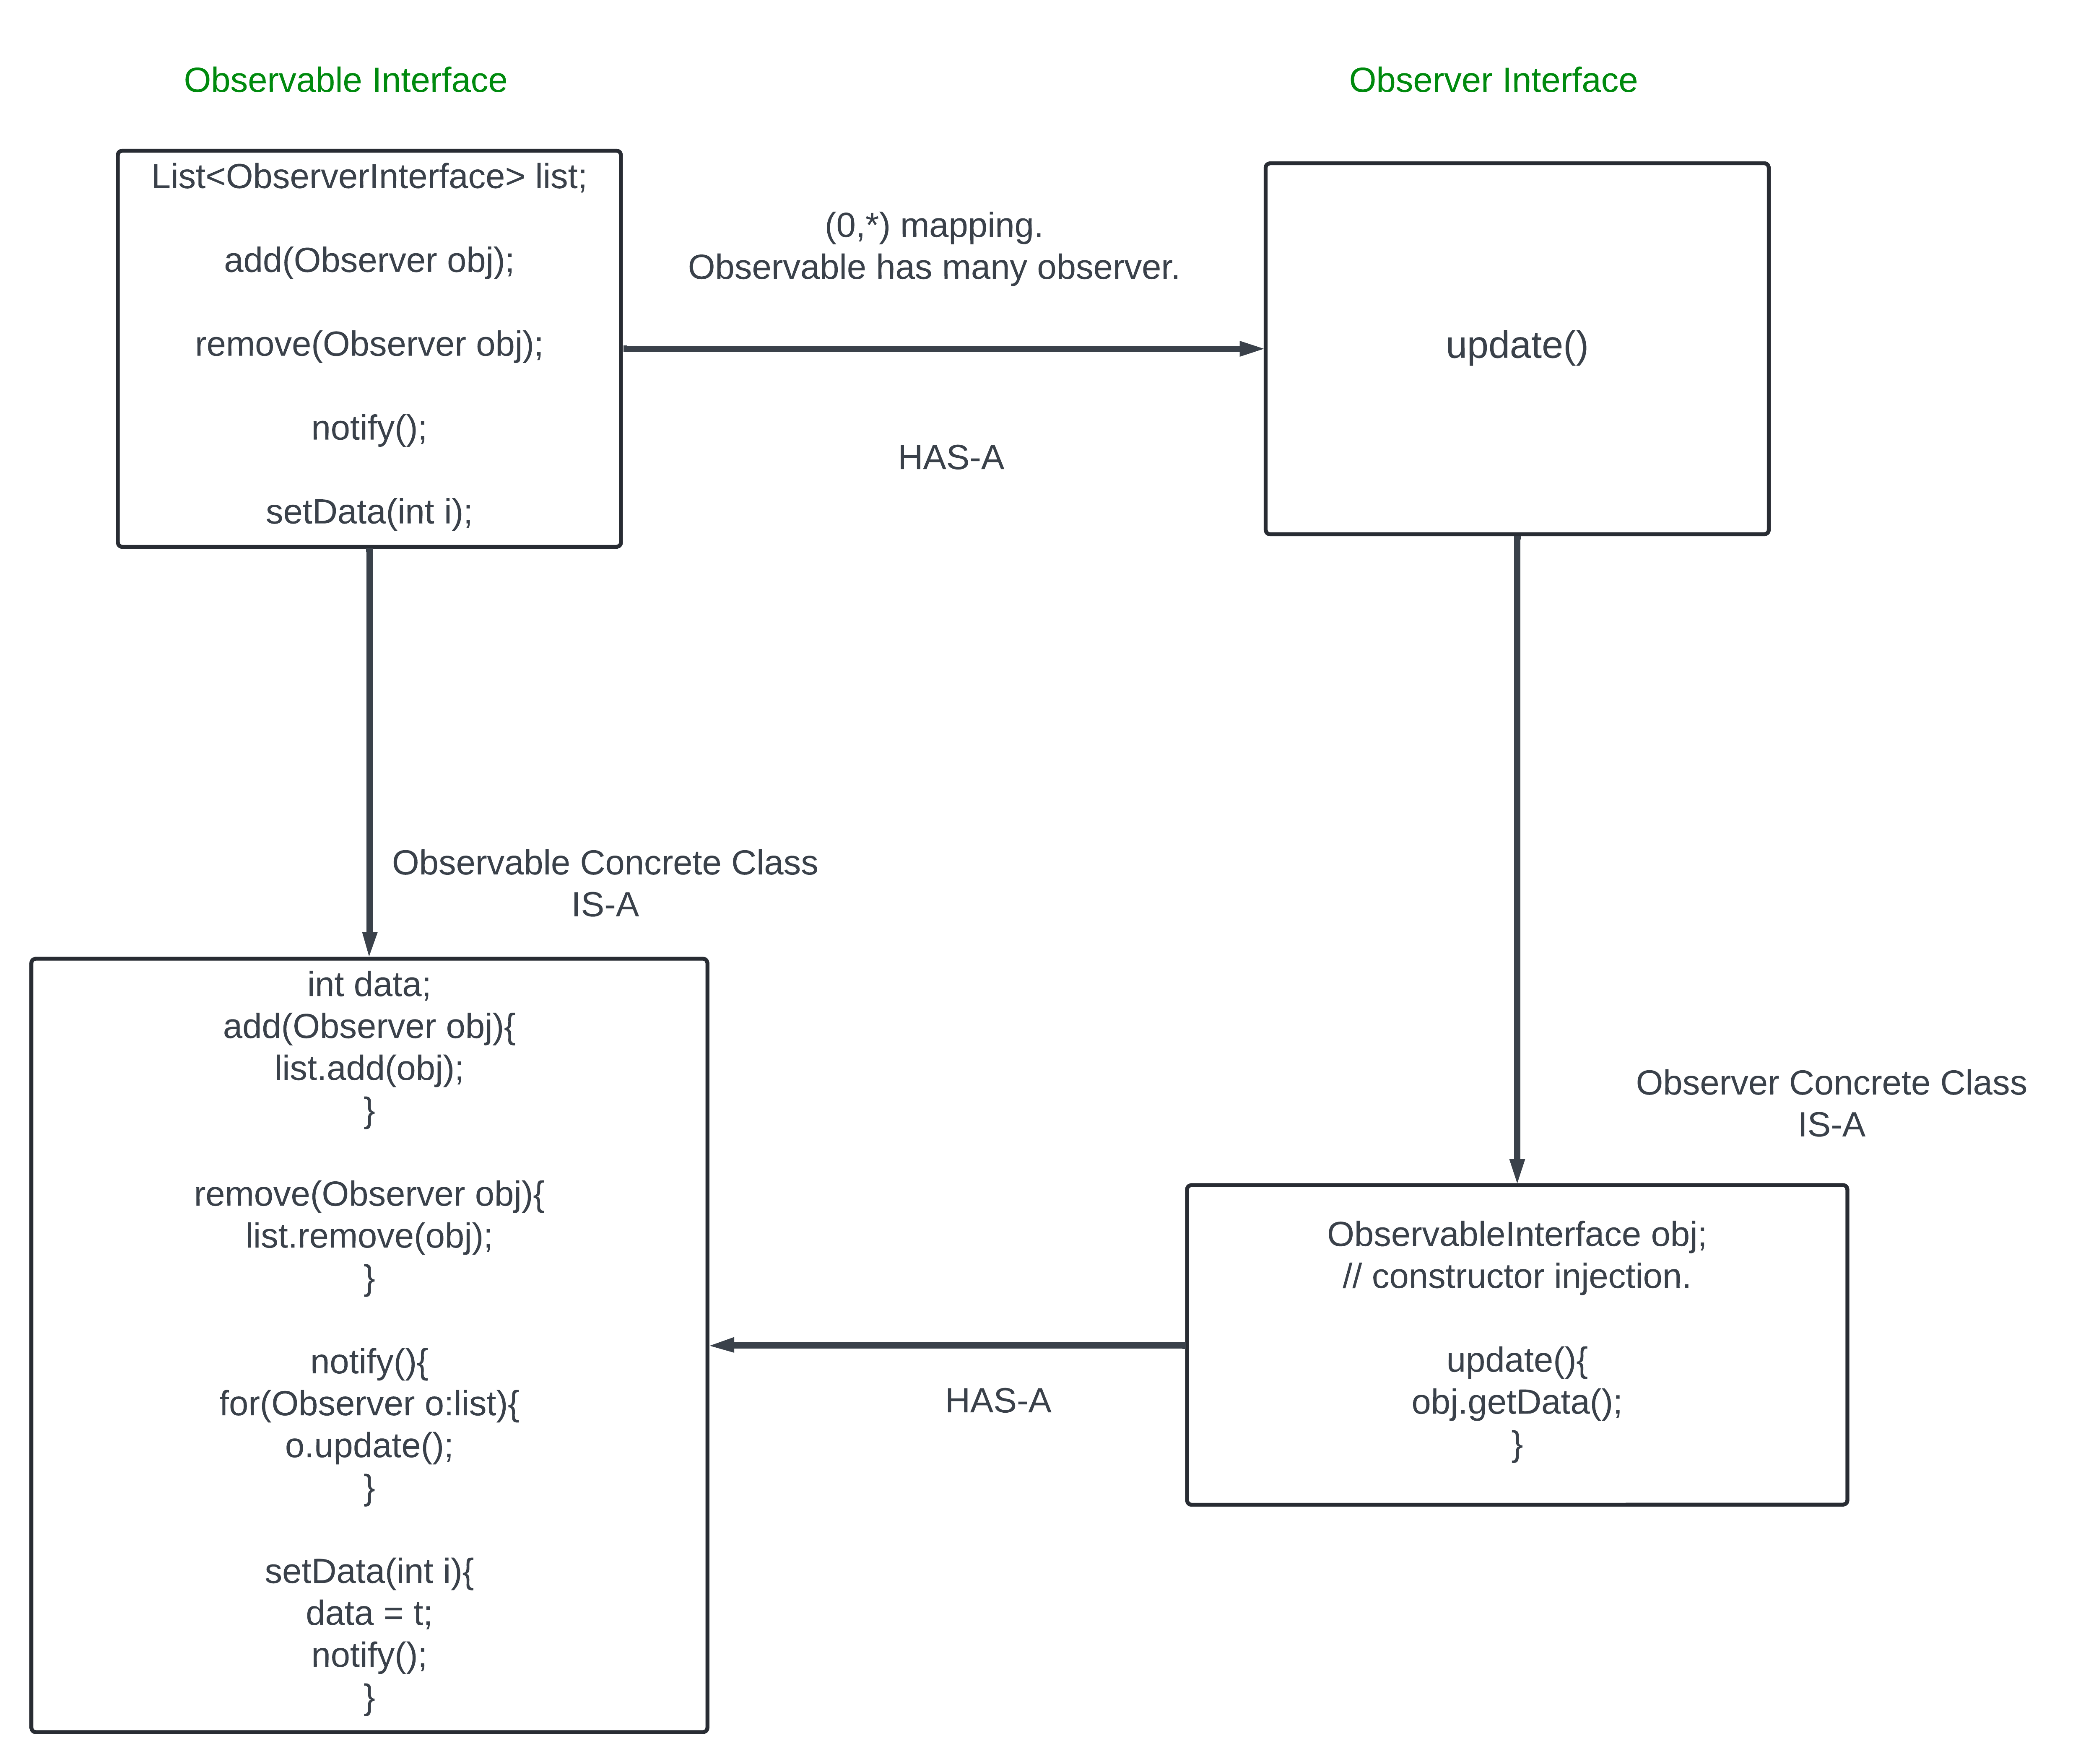 Observable Interface
Observer Interface
List<ObserverInterface> list;
add(Observer obj);
remove(Observer obj);
notify();
setData(int i);
(0,*) mapping.
Observable has many observer.
HAS-A
update()
Observable Concrete Class
IS-A
Observer Concrete Class
IS-A
int data;
add(Observer obj){
list.add(obj);
}
remove(Observer obj){
list.remove(obj);
}
notify(){
for(Observer o:list){
o.update();
}
setData(int i){
data = t;
notify();
}
HAS-A
ObservableInterface obj;
// constructor injection.
update(){
obj.getData();
}